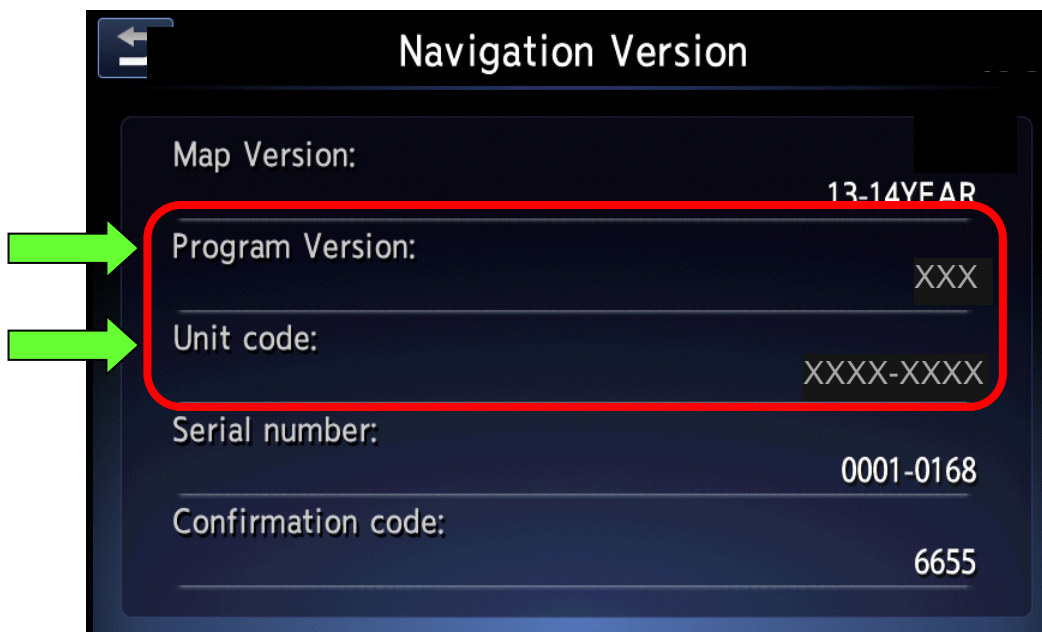 Navigation Version
Map Version:
13-14YEAR
Program Version:
XXX
Unit code:
XXXX-XXXX
Serial number:
0001-0168
Confirmation code:
6655